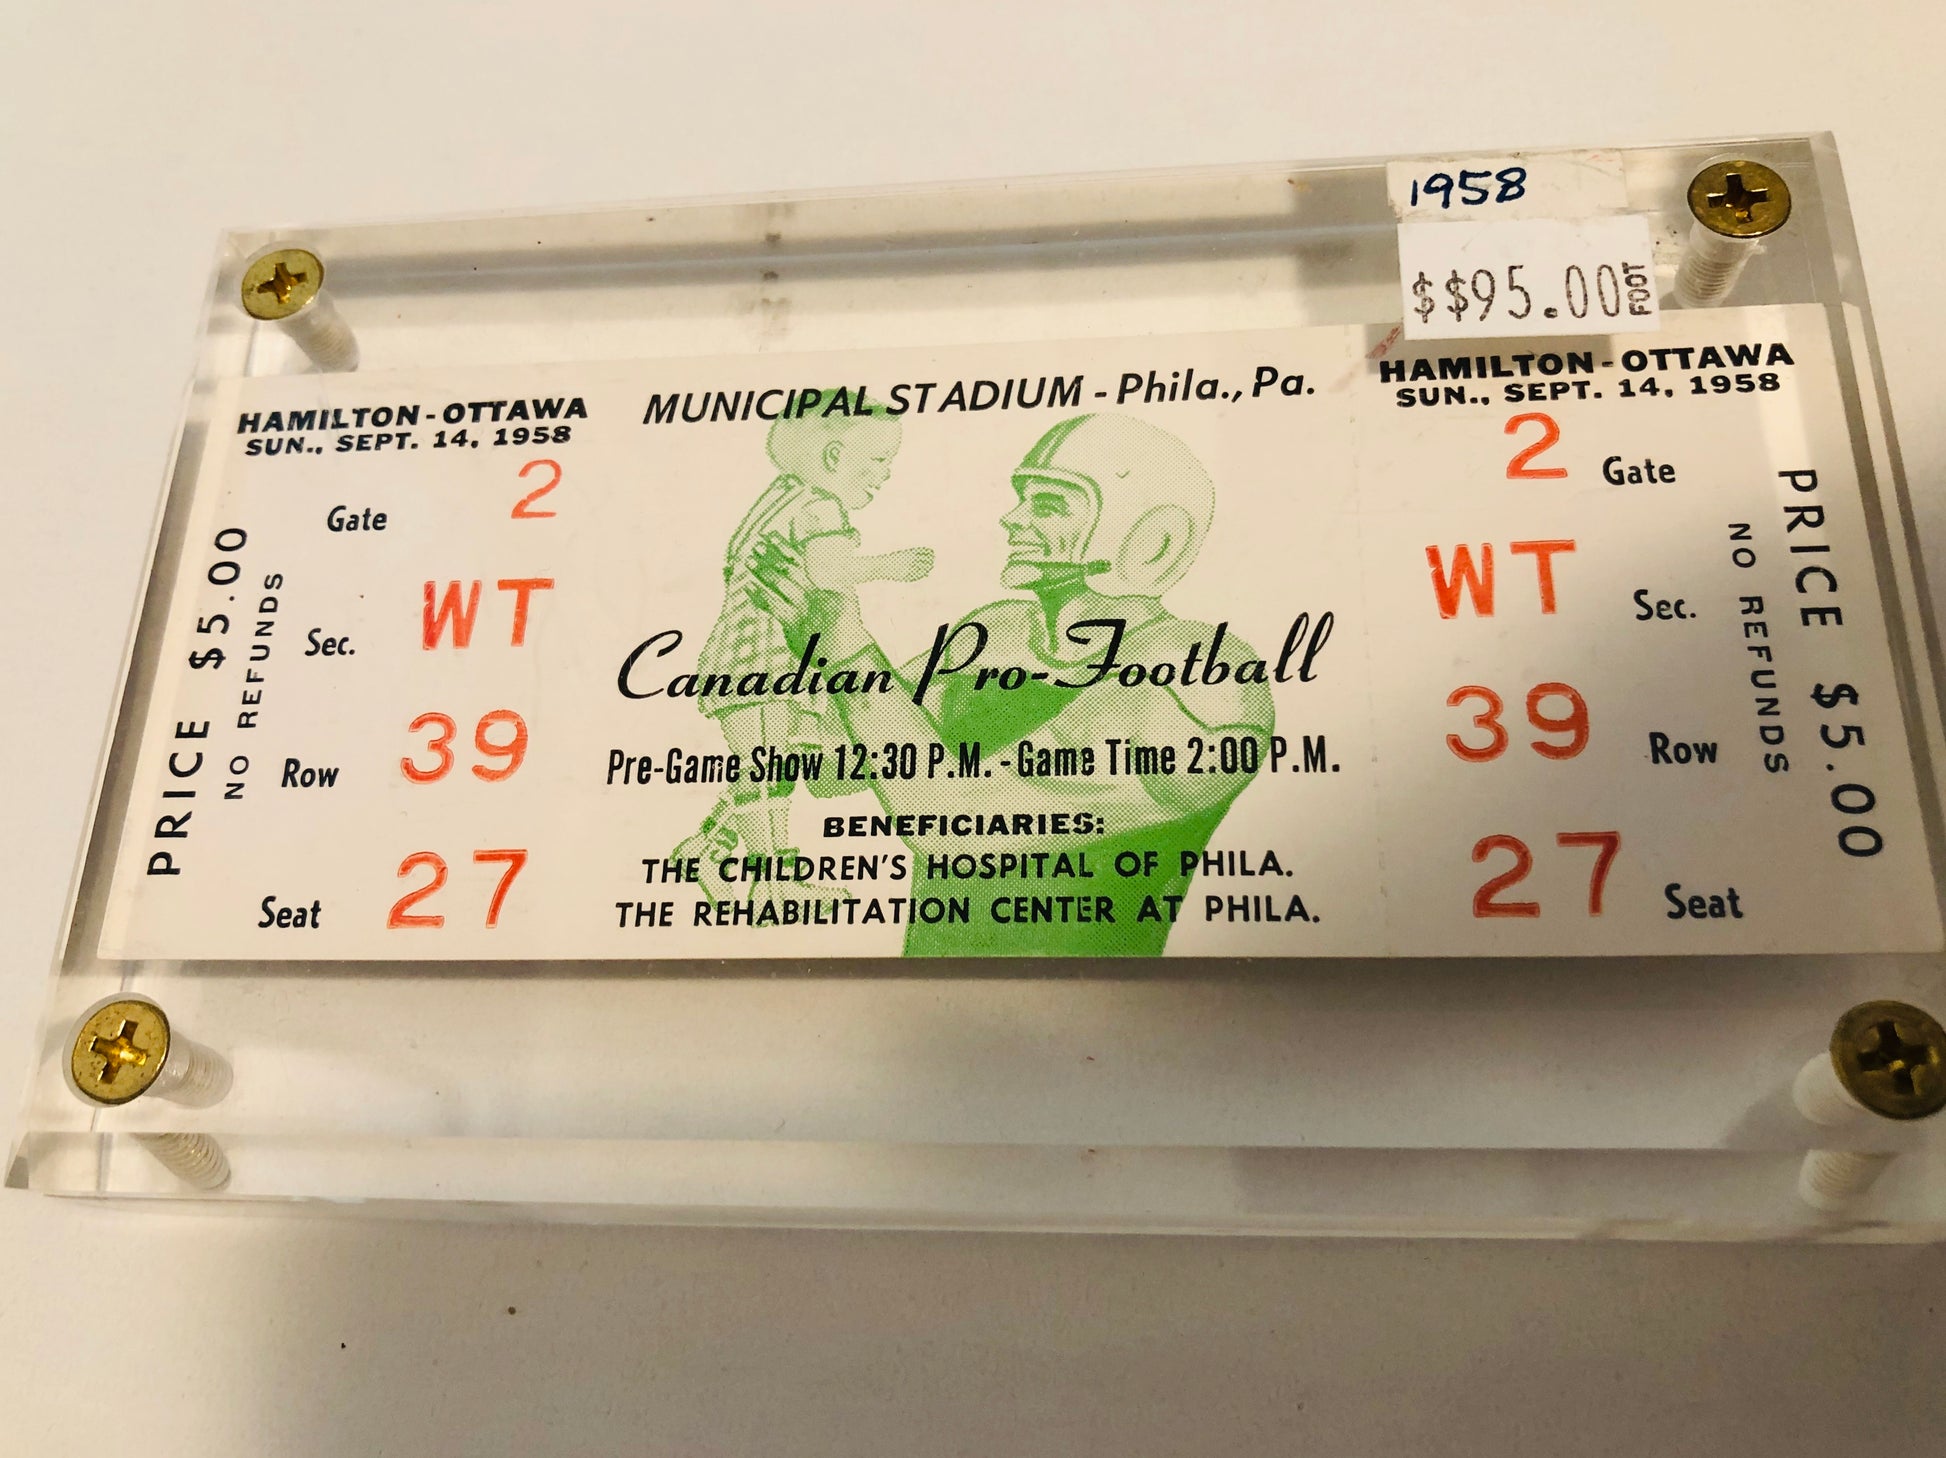 1958
$$95.00 FOOT
HAMILTON-OTTAWA
SUN., SEPT. 14, 1958
Gate 2
Sec. WT
Row 39
Seat 27
PRICE $5.00
NO REFUNDS
MUNICIPAL STADIUM - Phila., Pa.
Canadian Pro-Football
Pre-Game Show 12:30 P.M. - Game Time 2:00 P.M.
BENEFICIARIES:
THE CHILDREN'S HOSPITAL OF PHILA.
THE REHABILITATION CENTER AT PHILA.
HAMILTON-OTTAWA
SUN., SEPT. 14, 1958
2 Gate
WT Sec.
39 Row
27 Seat
NO REFUNDS
PRICE $5.00